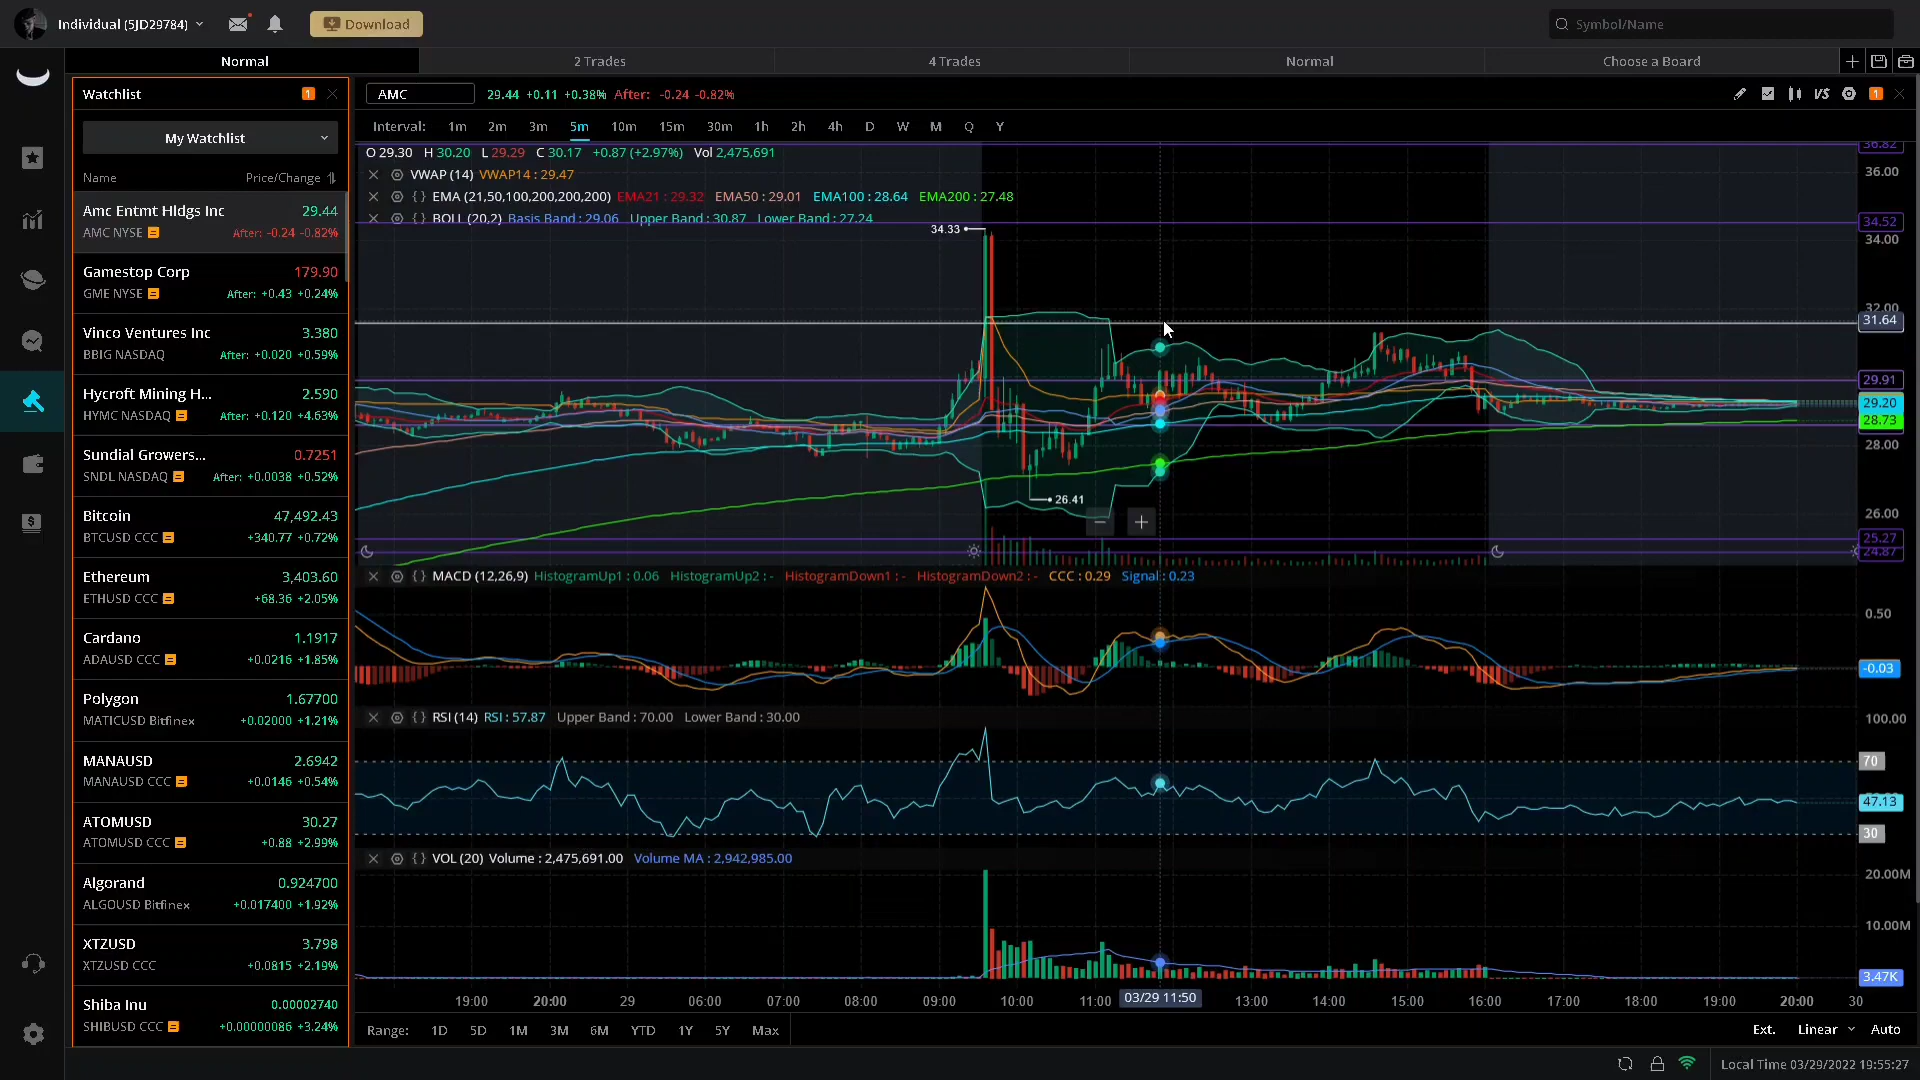 Individual (5JD29784)
Download
Symbol/Name
Normal
2 Trades
4 Trades
Normal
Choose a Board
Watchlist
1
My Watchlist
Name
Price/Change
Amc Entmt Hldgs Inc 29.44
AMC NYSE After: -0.24 -0.82%
Gamestop Corp 179.90
GME NYSE After: +0.43 +0.24%
Vinco Ventures Inc 3.380
BBIG NASDAQ After: +0.020 +0.59%
Hycroft Mining H... 2.590
HYMC NASDAQ After: +0.120 +4.63%
Sundial Growers... 0.7251
SNDL NASDAQ After: +0.0038 +0.52%
Bitcoin 47,492.43
BTCUSD CCC +340.77 +0.72%
Ethereum 3,403.60
ETHUSD CCC +68.36 +2.05%
Cardano 1.1917
ADAUSD CCC +0.0216 +1.85%
Polygon 1.67700
MATICUSD Bitfinex +0.02000 +1.21%
MANAUSD 2.6942
MANAUSD CCC +0.0146 +0.54%
ATOMUSD 30.27
ATOMUSD CCC +0.88 +2.99%
Algorand 0.924700
ALGOUSD Bitfinex +0.017400 +1.92%
XTZUSD 3.798
XTZUSD CCC +0.0815 +2.19%
Shiba Inu 0.00002740
SHIBUSD CCC +0.00000086 +3.24%
AMC 29.44 +0.11 +0.38% After: -0.24 -0.82%
VS
1
Interval: 1m 2m 3m 5m 10m 15m 30m 1h 2h 4h D W M Q Y
O 29.30 H 30.20 L 29.29 C 30.17 +0.87 (+2.97%) Vol 2,475,691
VWAP (14) VWAP14 : 29.47
EMA (21,50,100,200,200,200) EMA21 : 29.32 EMA50 : 29.01 EMA100 : 28.64 EMA200 : 27.48
BOLL (20,2) Basis Band : 29.06 Upper Band : 30.87 Lower Band : 27.24
34.33
26.41
36.82
36.00
34.52
34.00
32.00
31.64
29.91
29.20
28.73
28.00
26.00
25.27
24.87
MACD (12,26,9) HistogramUp1 : 0.06 HistogramUp2 : - HistogramDown1 : - HistogramDown2 : - CCC : 0.29 Signal : 0.23
0.50
-0.03
RSI (14) RSI : 57.87 Upper Band : 70.00 Lower Band : 30.00
100.00
70
47.13
30
VOL (20) Volume : 2,475,691.00 Volume MA : 2,942,985.00
20.00M
10.00M
3.47K
19:00 20:00 29 06:00 07:00 08:00 09:00 10:00 11:00 03/29 11:50 13:00 14:00 15:00 16:00 17:00 18:00 19:00 20:00 30
Range: 1D 5D 1M 3M 6M YTD 1Y 5Y Max
Ext. Linear Auto
Local Time 03/29/2022 19:55:27